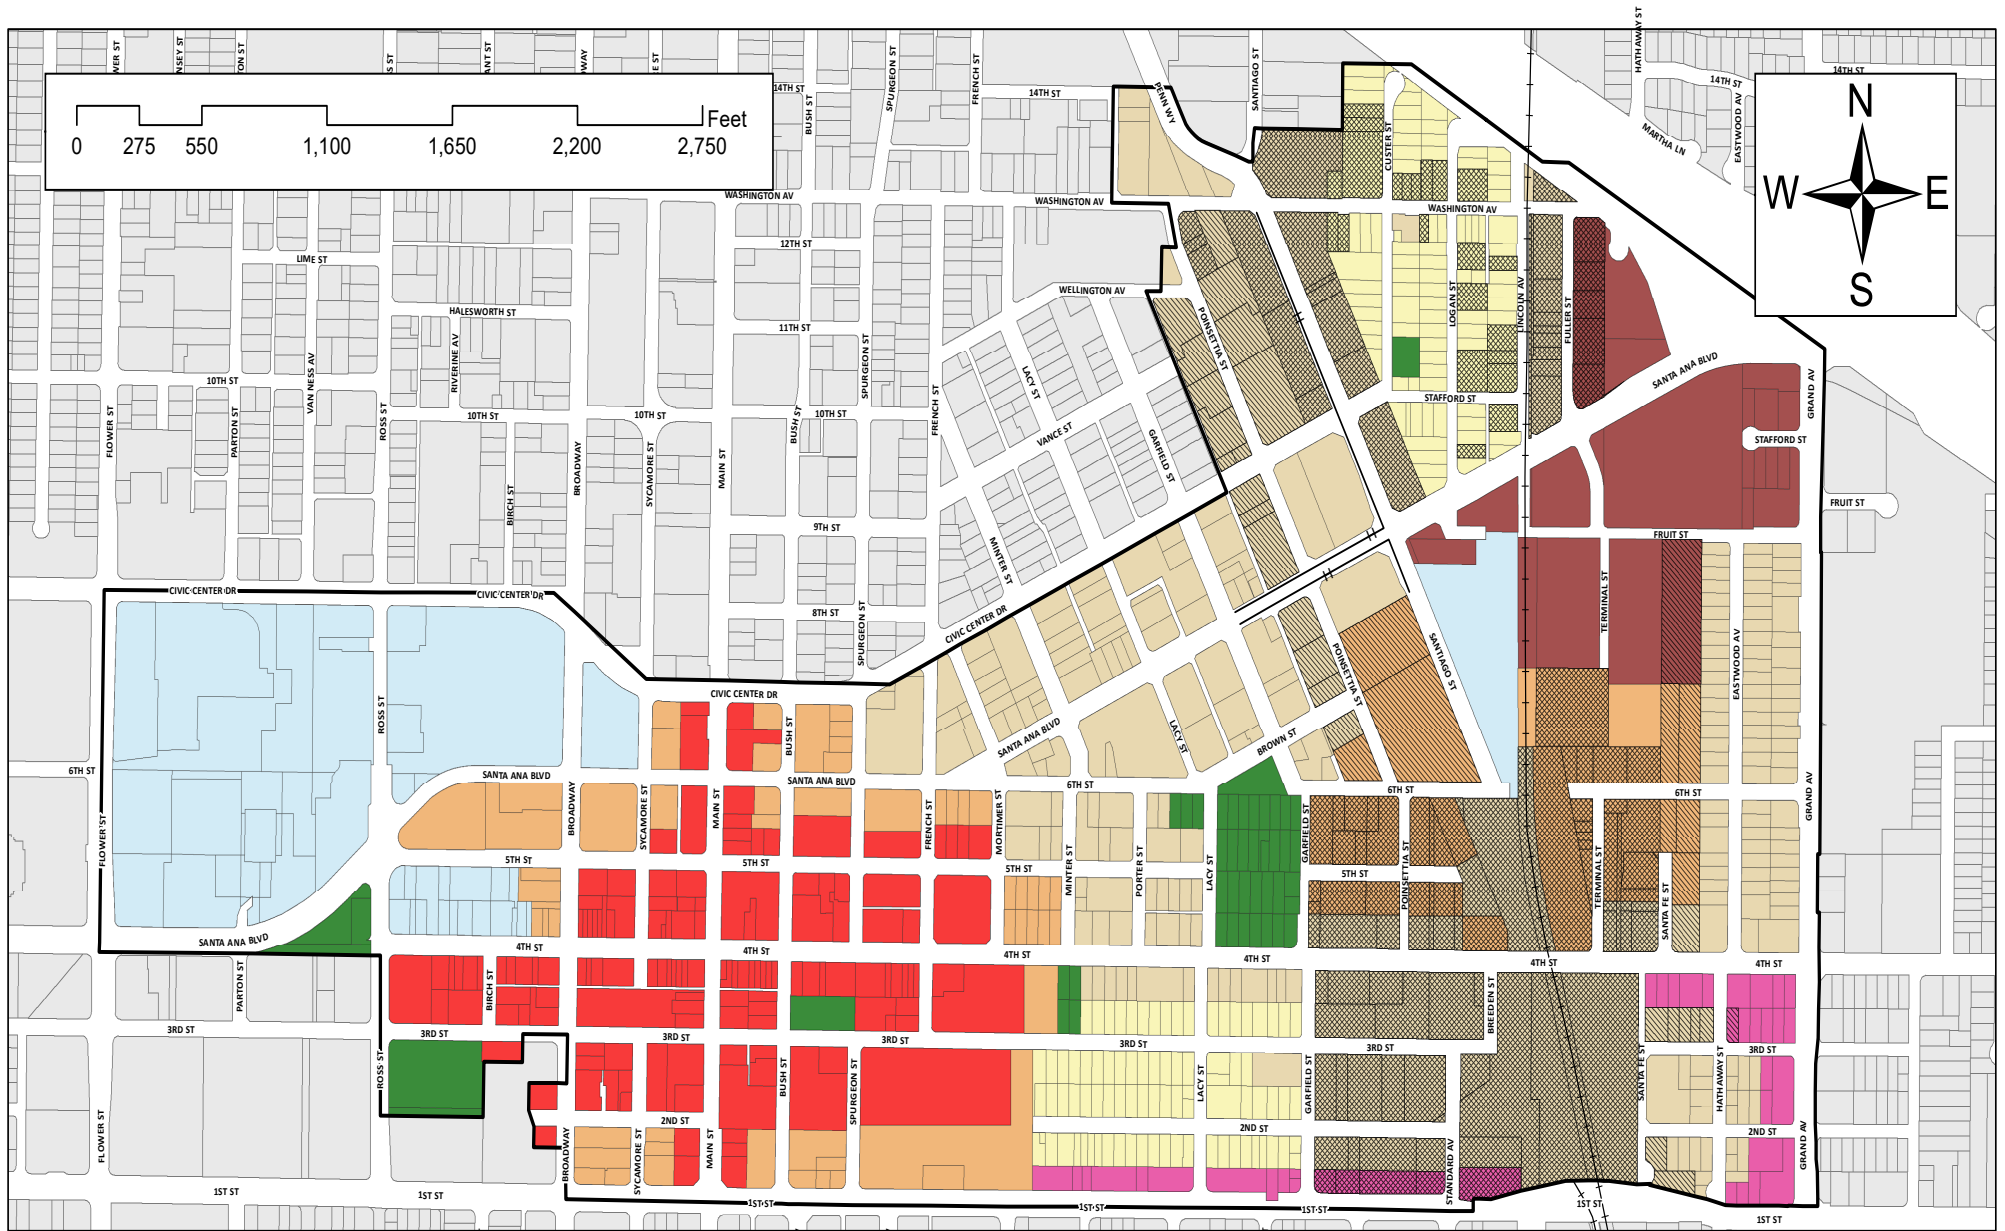 HATHAWAY ST
WER ST
NSEY ST
TON ST
S ST
ANT ST
WAY
E ST
SPURGEON ST
FRENCH ST
PENN WY
SANTIAGO ST
14TH ST
14TH ST
EASTWOOD AV
MARTHA LN
14TH ST
14TH ST
BUSH ST
Feet
0 275 550 1,100 1,650 2,200 2,750
N
W E
S
CUSTER ST
WASHINGTON AV
WASHINGTON AV
WASHINGTON AV
12TH ST
LIME ST
WELLINGTON AV
HALESWORTH ST
11TH ST
POINSETTIA ST
LOGAN ST
LINCOLN AV
FULLER ST
RIVERINE AV
VAN NESS AV
SPURGEON ST
LACY ST
SANTA ANA BLVD
GRAND AV
10TH ST
10TH ST
10TH ST
10TH ST
FLOWER ST
PARTON ST
ROSS ST
BUSH ST
FRENCH ST
STAFFORD ST
STAFFORD ST
VANCE ST
GARFIELD ST
BROADWAY
SYCAMORE ST
MAIN ST
BIRCH ST
9TH ST
FRUIT ST
FRUIT ST
MINTER ST
CIVIC CENTER DR
CIVIC CENTER DR
8TH ST
SPURGEON ST
CIVIC CENTER DR
TERMINAL ST
EASTWOOD AV
POINSETTIA ST
SANTIAGO ST
CIVIC CENTER DR
ROSS ST
BUSH ST
SANTA ANA BLVD
LACY ST
BROWN ST
6TH ST
SANTA ANA BLVD
SANTA ANA BLVD
6TH ST
6TH ST
6TH ST
FLOWER ST
BROADWAY
SYCAMORE ST
MAIN ST
FRENCH ST
MORTIMER ST
GARFIELD ST
GRAND AV
5TH ST
5TH ST
5TH ST
5TH ST
MINTER ST
PORTER ST
LACY ST
POINSETTIA ST
TERMINAL ST
SANTA FE ST
SANTA ANA BLVD
4TH ST
4TH ST
4TH ST
4TH ST
4TH ST
4TH ST
PARTON ST
BIRCH ST
BREEDEN ST
3RD ST
3RD ST
3RD ST
3RD ST
3RD ST
3RD ST
3RD ST
ROSS ST
BUSH ST
SPURGEON ST
LACY ST
GARFIELD ST
SANTA FE ST
HATHAWAY ST
2ND ST
2ND ST
2ND ST
FLOWER ST
BROADWAY
SYCAMORE ST
MAIN ST
STANDARD AV
GRAND AV
1ST ST
1ST ST
1ST ST
1ST ST
1ST ST
1ST ST
1ST ST